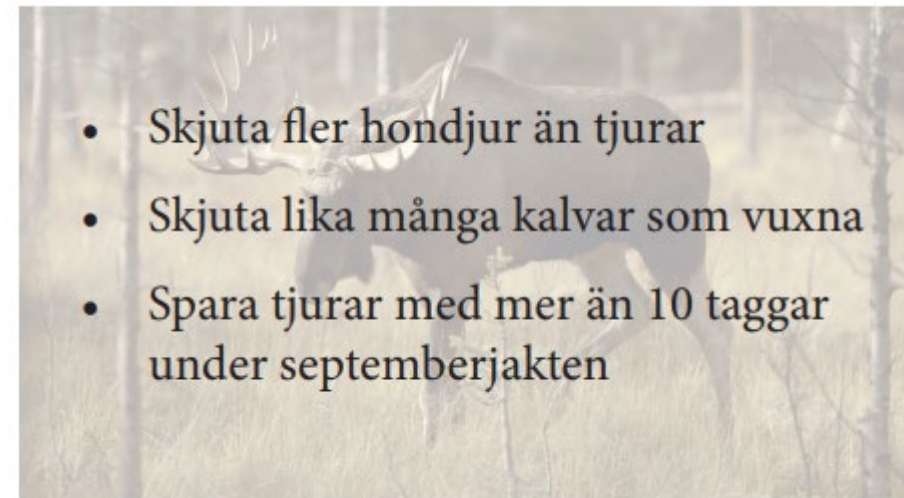 • Skjuta fler hondjur än tjurar
• Skjuta lika många kalvar som vuxna
• Spara tjurar med mer än 10 taggar
under septemberjakten